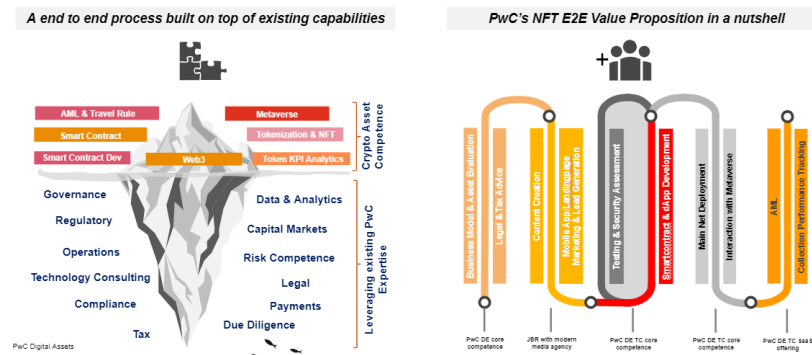 A end to end process built on top of existing capabilities
PwC's NFT E2E Value Proposition in a nutshell
AML & Travel Rule
Metaverse
Smart Contract
Tokenization & NFT
Smart Contract Dev
Web3
Token KPI Analytics
Crypto Asset
Competence
Governance
Regulatory
Operations
Technology Consulting
Compliance
Tax
Data & Analytics
Capital Markets
Risk Competence
Legal
Payments
Due Diligence
Leveraging existing PwC
Expertise
PwC Digital Assets
+
Business Model & Asset Evaluation
Legal & Tax Advice
Content Creation
Mobile App/Landingpage
Marketing & Lead Generation
Testing & Security Assessment
Smartcontract & dApp Development
Main Net Deployment
Interaction with Metaverse
AML
Collection Performance Tracking
PwC DE core
competence
JBR with modern
media agency
PwC DE TC core
competence
PwC DE TC core
competence
PwC DE TC SaaS
offering